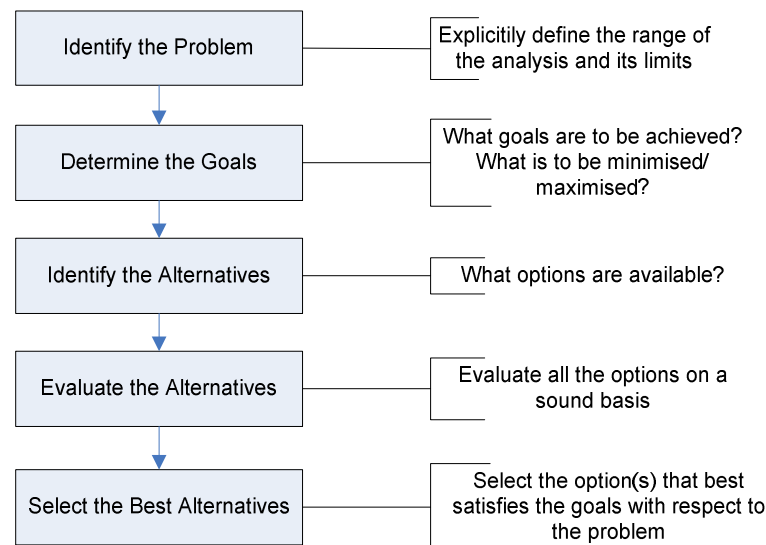 Identify the Problem
Explicitily define the range of
the analysis and its limits
Determine the Goals
What goals are to be achieved?
What is to be minimised/
maximised?
Identify the Alternatives
What options are available?
Evaluate the Alternatives
Evaluate all the options on a
sound basis
Select the Best Alternatives
Select the option(s) that best
satisfies the goals with respect to
the problem